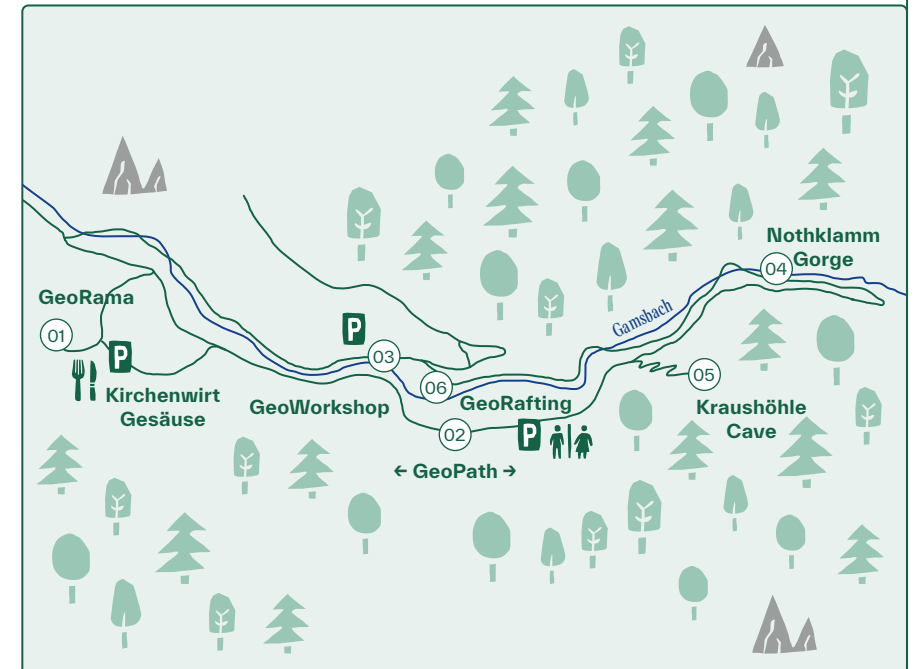 Nothklamm
Gorge
04
Gamsbach
GeoRama
01
P
Kirchenwirt
Gesäuse
P
03
06
GeoWorkshop
GeoRafting
02
P
← GeoPath →
05
Kraushöhle
Cave